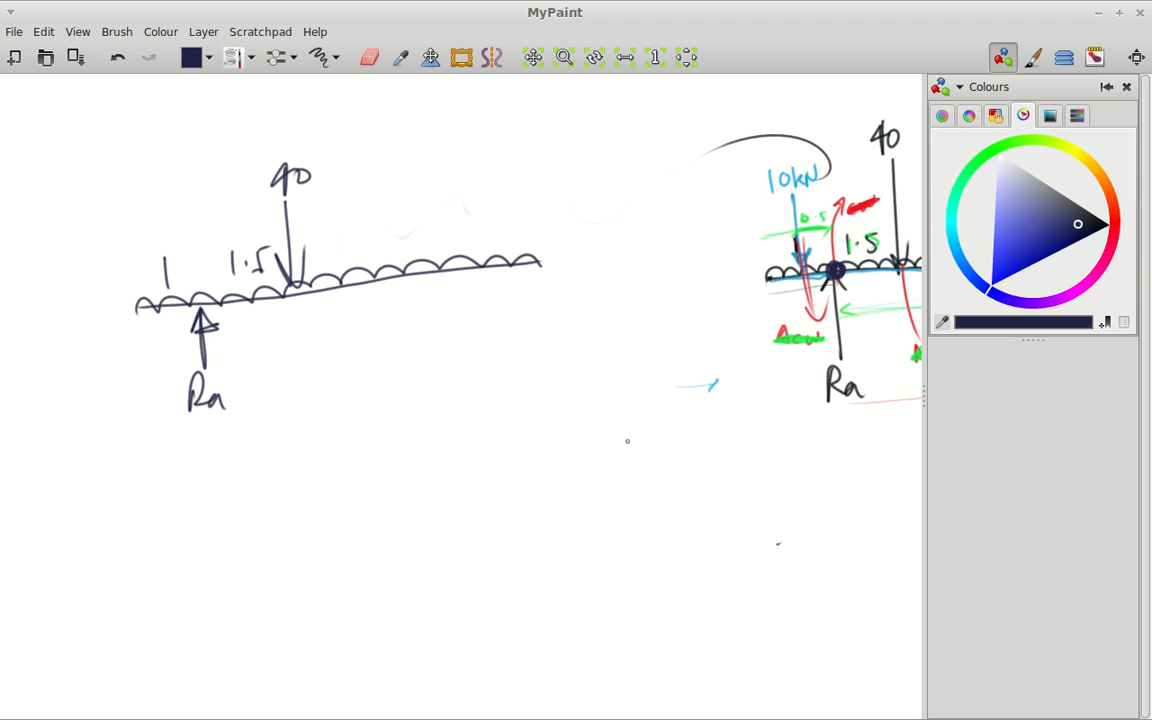 MyPaint
File Edit View Brush Colour Layer Scratchpad Help
Colours
40
1 1.5
Ra
40
10kN
0.5
1.5
Acw
Ra